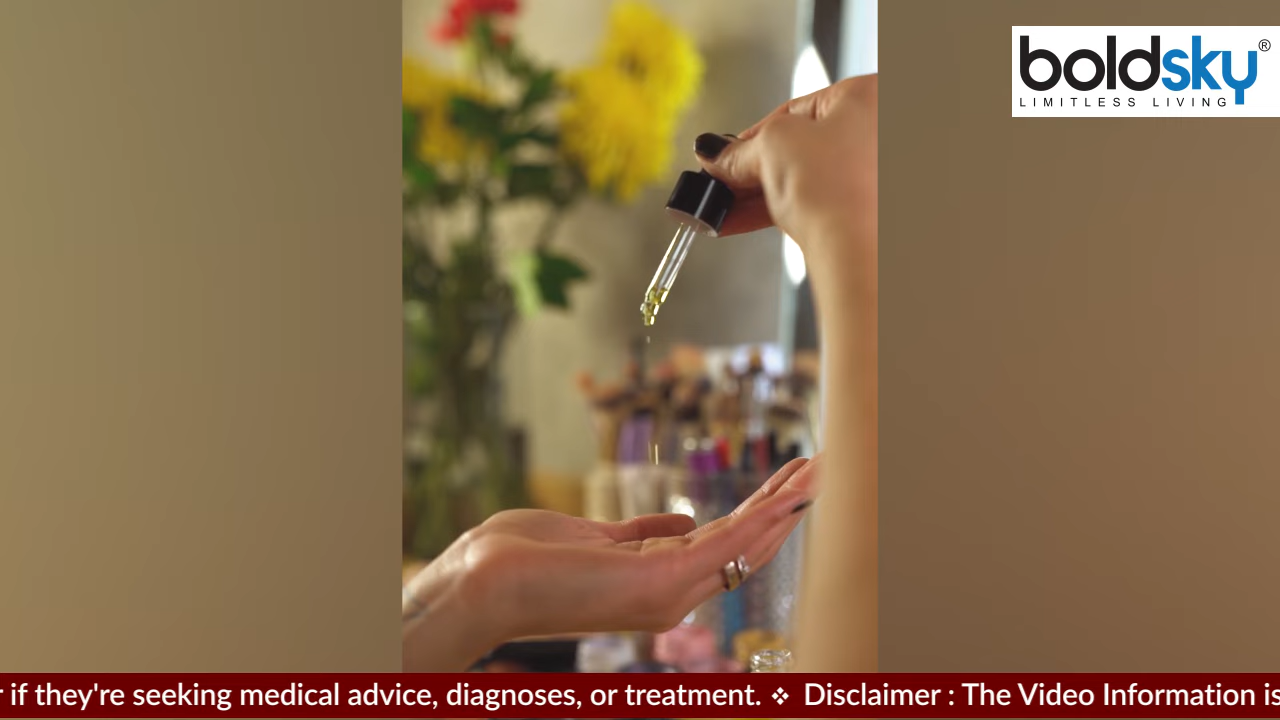 boldsky®
LIMITLESS LIVING
if they're seeking medical advice, diagnoses, or treatment. ❖ Disclaimer : The Video Information is